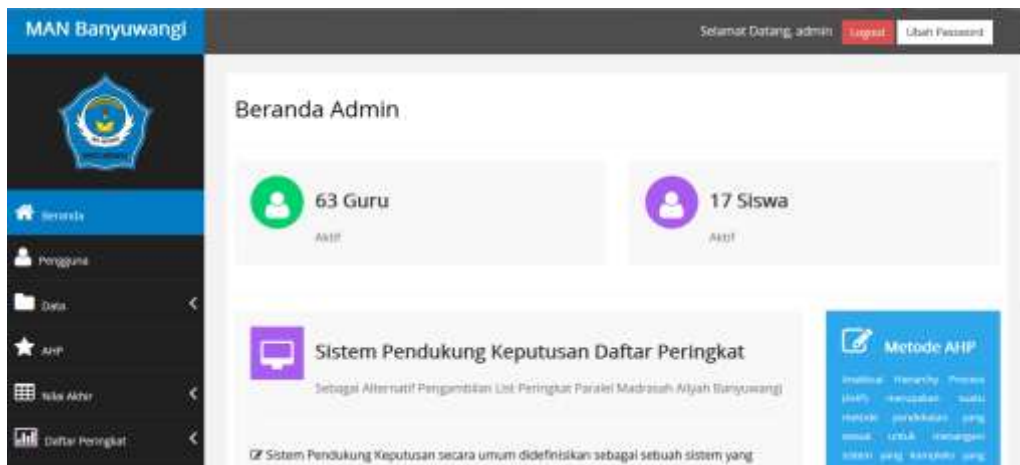 MAN Banyuwangi
Selamat Datang, admin
Logout
Ubah Password
Beranda Admin
63 Guru
Aktif
17 Siswa
Aktif
Beranda
Pengguna
Data
AHP
Nilai Akhir
Daftar Peringkat
Sistem Pendukung Keputusan Daftar Peringkat
Sebagai Alternatif Pengambilan List Peringkat Paralel Madrasah Aliyah Banyuwangi
Sistem Pendukung Keputusan secara umum didefinisikan sebagai sebuah sistem yang
Metode AHP
Hierarchy Process
(AHP) merupakan suatu
metode pendekatan yang
sesuai untuk menangani
sistem yang kompleks yang